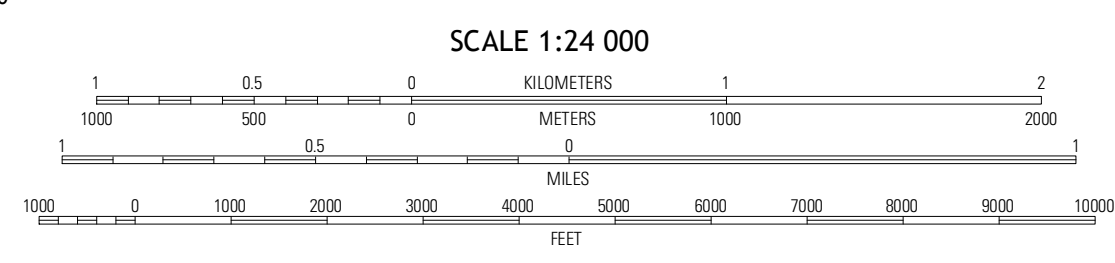 SCALE 1:24 000
1 0.5 0 KILOMETERS 1 2
1000 500 0 METERS 1000 2000
1 0.5 0 1
MILES
1000 0 1000 2000 3000 4000 5000 6000 7000 8000 9000 10000
FEET